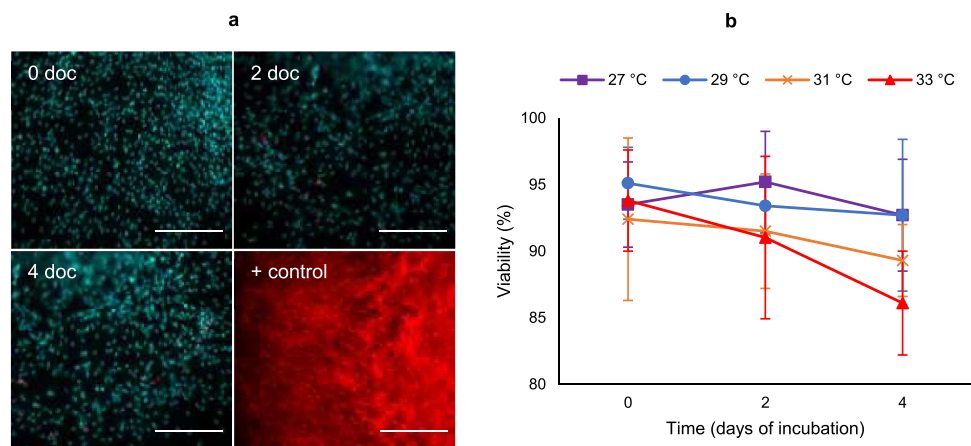 a
0 doc
2 doc
4 doc
+ control
b
27 °C 29 °C 31 °C 33 °C
100
95
90
85
80
Viability (%)
0 2 4
Time (days of incubation)